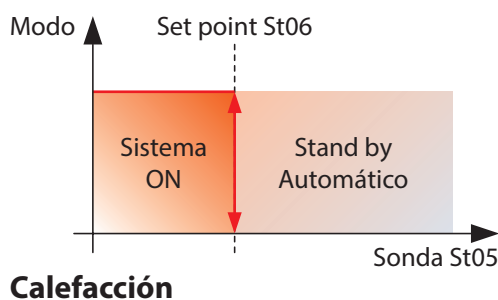 Modo
Set point St06
Sistema
ON
Stand by
Automático
Sonda St05
Calefacción